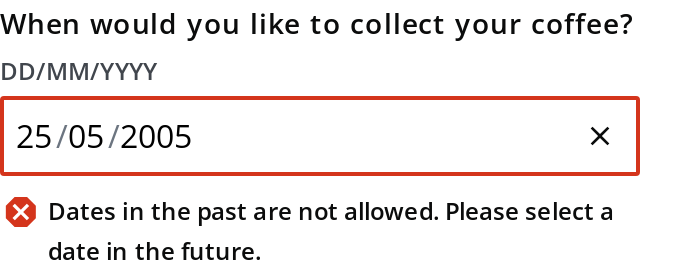 When would you like to collect your coffee?
DD/MM/YYYY
25/05/2005
Dates in the past are not allowed. Please select a
date in the future.